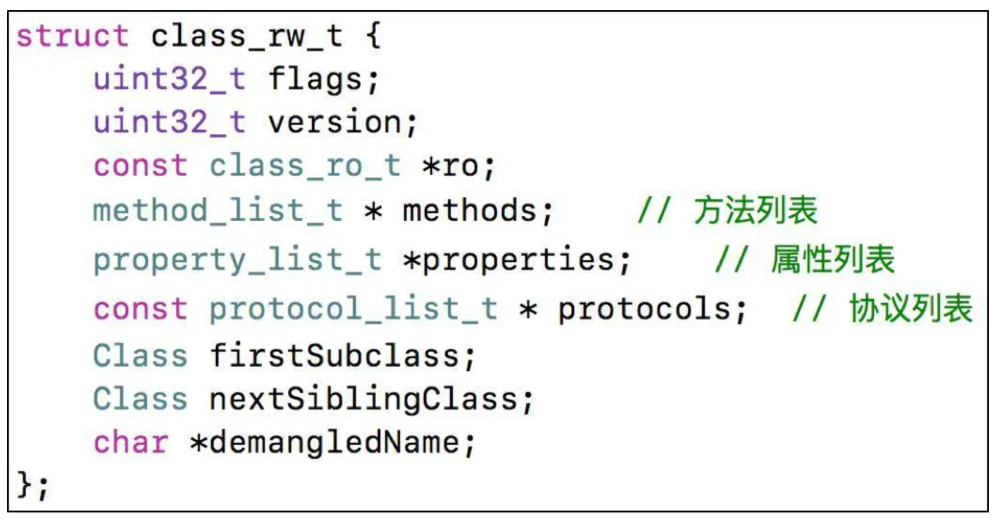 struct class_rw_t {
    uint32_t flags;
    uint32_t version;
    const class_ro_t *ro;
    method_list_t * methods;    // 方法列表
    property_list_t *properties;    // 属性列表
    const protocol_list_t * protocols;  // 协议列表
    Class firstSubclass;
    Class nextSiblingClass;
    char *demangledName;
};